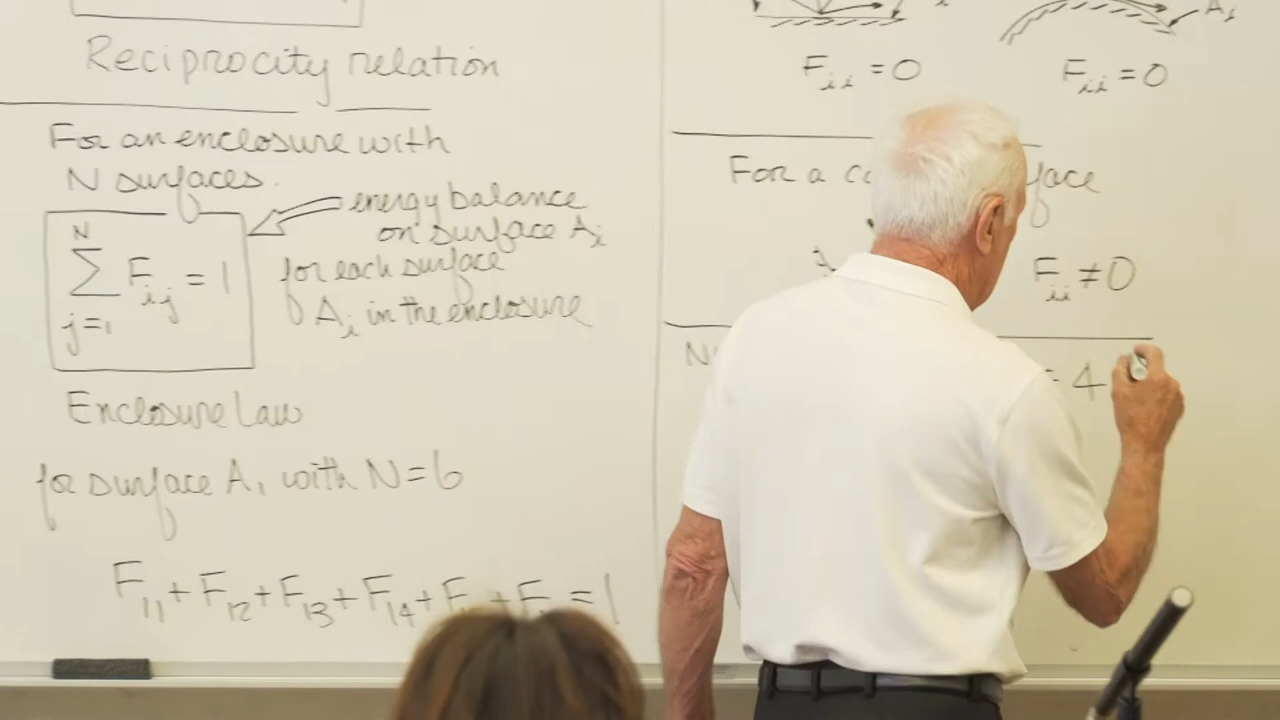 Reciprocity relation
For an enclosure with
N surfaces.
N
∑ F_ij = 1
j=1
energy balance
on surface A_i
for each surface
A_i in the enclosure
Enclosure Law
for surface A_1 with N=6
F_11 + F_12 + F_13 + F_14 + F + F = 1
A_i
F_ii = 0
F_ii = 0
For a
F_ii ≠ 0
= 4